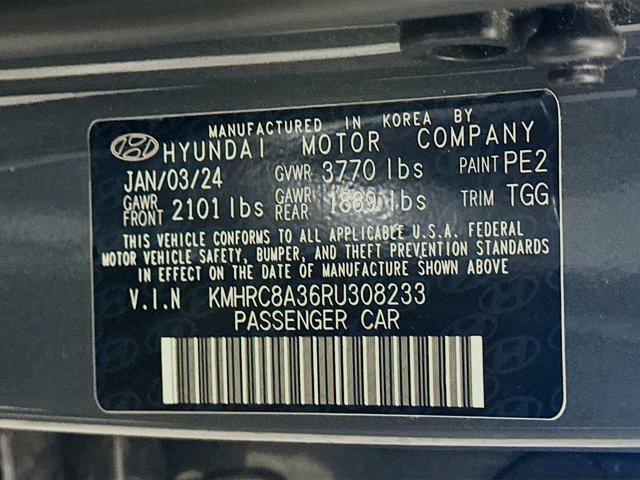 MANUFACTURED IN KOREA BY
HYUNDAI MOTOR COMPANY
JAN/03/24 GVWR 3770 lbs PAINT PE2
GAWR FRONT 2101 lbs GAWR REAR 1889 lbs TRIM TGG
THIS VEHICLE CONFORMS TO ALL APPLICABLE U.S.A. FEDERAL
MOTOR VEHICLE SAFETY, BUMPER, AND THEFT PREVENTION STANDARDS
IN EFFECT ON THE DATE OF MANUFACTURE SHOWN ABOVE
V.I.N KMHRC8A36RU308233
PASSENGER CAR